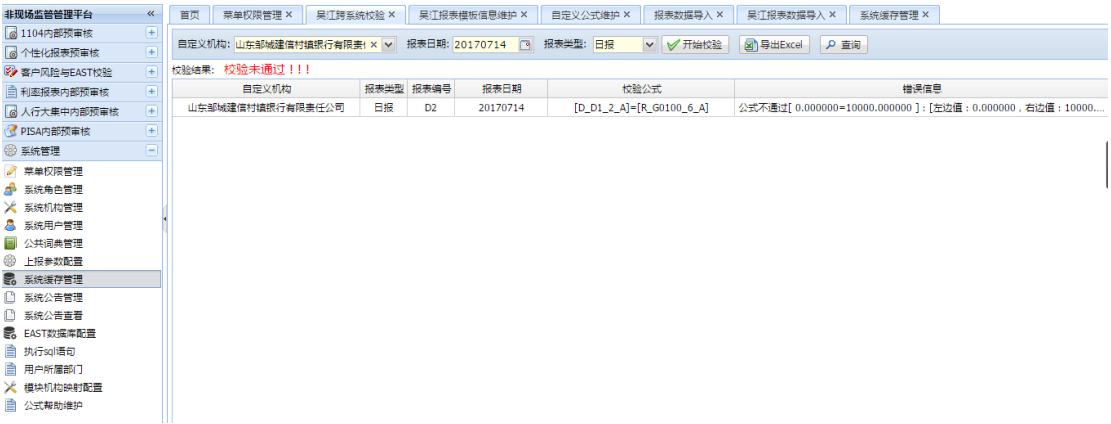 非现场监管管理平台 «
首页 菜单权限管理 × 吴江跨系统校验 × 吴江报表模板信息维护 × 自定义公式维护 × 报表数据导入 × 吴江报表数据导入 × 系统缓存管理 ×
1104内部预审核
个性化报表预审核
客户风险与EAST校验
利率报表内部预审核
人行大集中内部预审核
PISA内部预审核
系统管理
菜单权限管理
系统角色管理
系统机构管理
系统用户管理
公共词典管理
上报参数配置
系统缓存管理
系统公告管理
系统公告查看
EAST数据库配置
执行sql语句
用户所属部门
模块机构映射配置
公式帮助维护
自定义机构: 山东邹城建信村镇银行有限责 × 报表日期: 20170714 报表类型: 日报 开始校验 导出Excel 查询
校验结果: 校验未通过！！！
自定义机构 报表类型 报表编号 报表日期 校验公式 错误信息
山东邹城建信村镇银行有限责任公司 日报 D2 20170714 [D_D1_2_A]=[R_G0100_6_A] 公式不通过[ 0.000000=10000.000000 ]：[左边值：0.000000，右边值：10000....